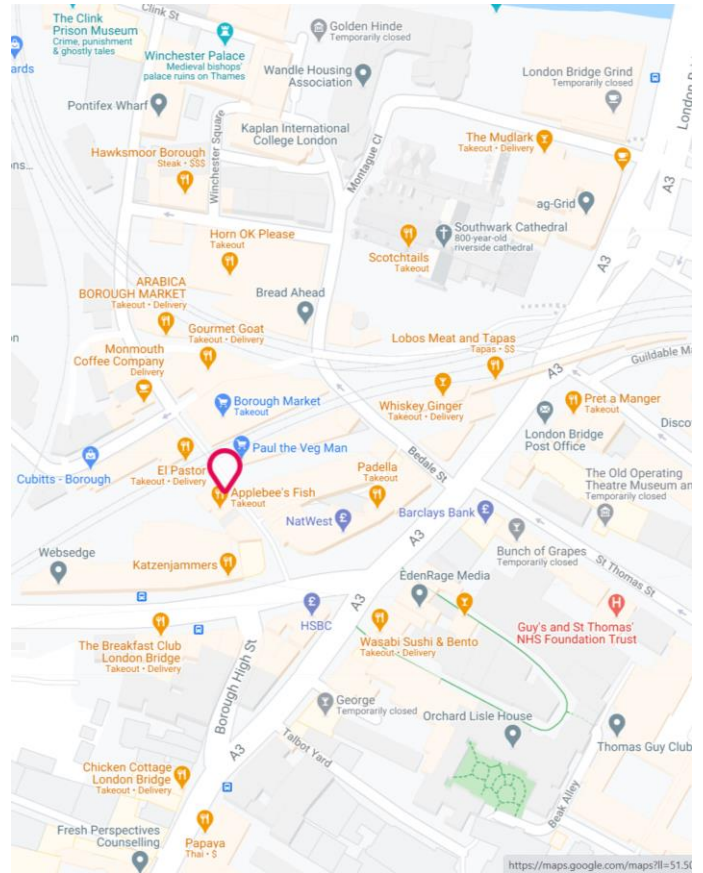 Clink St
The Clink
Prison Museum
Crime, punishment
& ghostly tales
Golden Hinde
Temporarily closed
Winchester Palace
Medieval bishops'
palace ruins on Thames
ards
Wandle Housing
Association
London Bridge Grind
Temporarily closed
London
Pontifex Wharf
Winchester Square
Kaplan International
College London
Montague Cl
The Mudlark
Takeout • Delivery
Hawksmoor Borough
Steak • $$$
ns...
A3
ag-Grid
Horn OK Please
Takeout
Southwark Cathedral
800-year-old
riverside cathedral
Scotchtails
Takeout
A3
ARABICA
BOROUGH MARKET
Takeout • Delivery
Bread Ahead
Gourmet Goat
Takeout • Delivery
Lobos Meat and Tapas
Tapas • $$
on
Monmouth
Coffee Company
Delivery
Guildable M
A3
Borough Market
Takeout
Whiskey Ginger
Takeout • Delivery
Pret a Manger
Takeout
Disco
London Bridge
Post Office
Paul the Veg Man
Bedale St
Cubitts - Borough
El Pastor
Takeout • Delivery
Padella
Takeout
The Old Operating
Theatre Museum an
Temporarily closed
Applebee's Fish
Takeout
NatWest
Barclays Bank
A3
Bunch of Grapes
Temporarily closed
St Thomas St
Websedge
Katzenjammers
EdenRage Media
A3
HSBC
Guy's and St Thomas'
NHS Foundation Trust
The Breakfast Club
London Bridge
Takeout • Delivery
Wasabi Sushi & Bento
Takeout • Delivery
Borough High St
George
Temporarily closed
Orchard Lisle House
A3
Talbot Yard
Thomas Guy Club
Chicken Cottage
London Bridge
Takeout • Delivery
Beak Alley
Fresh Perspectives
Counselling
Papaya
Thai • $
https://maps.google.com/maps?ll=51.50